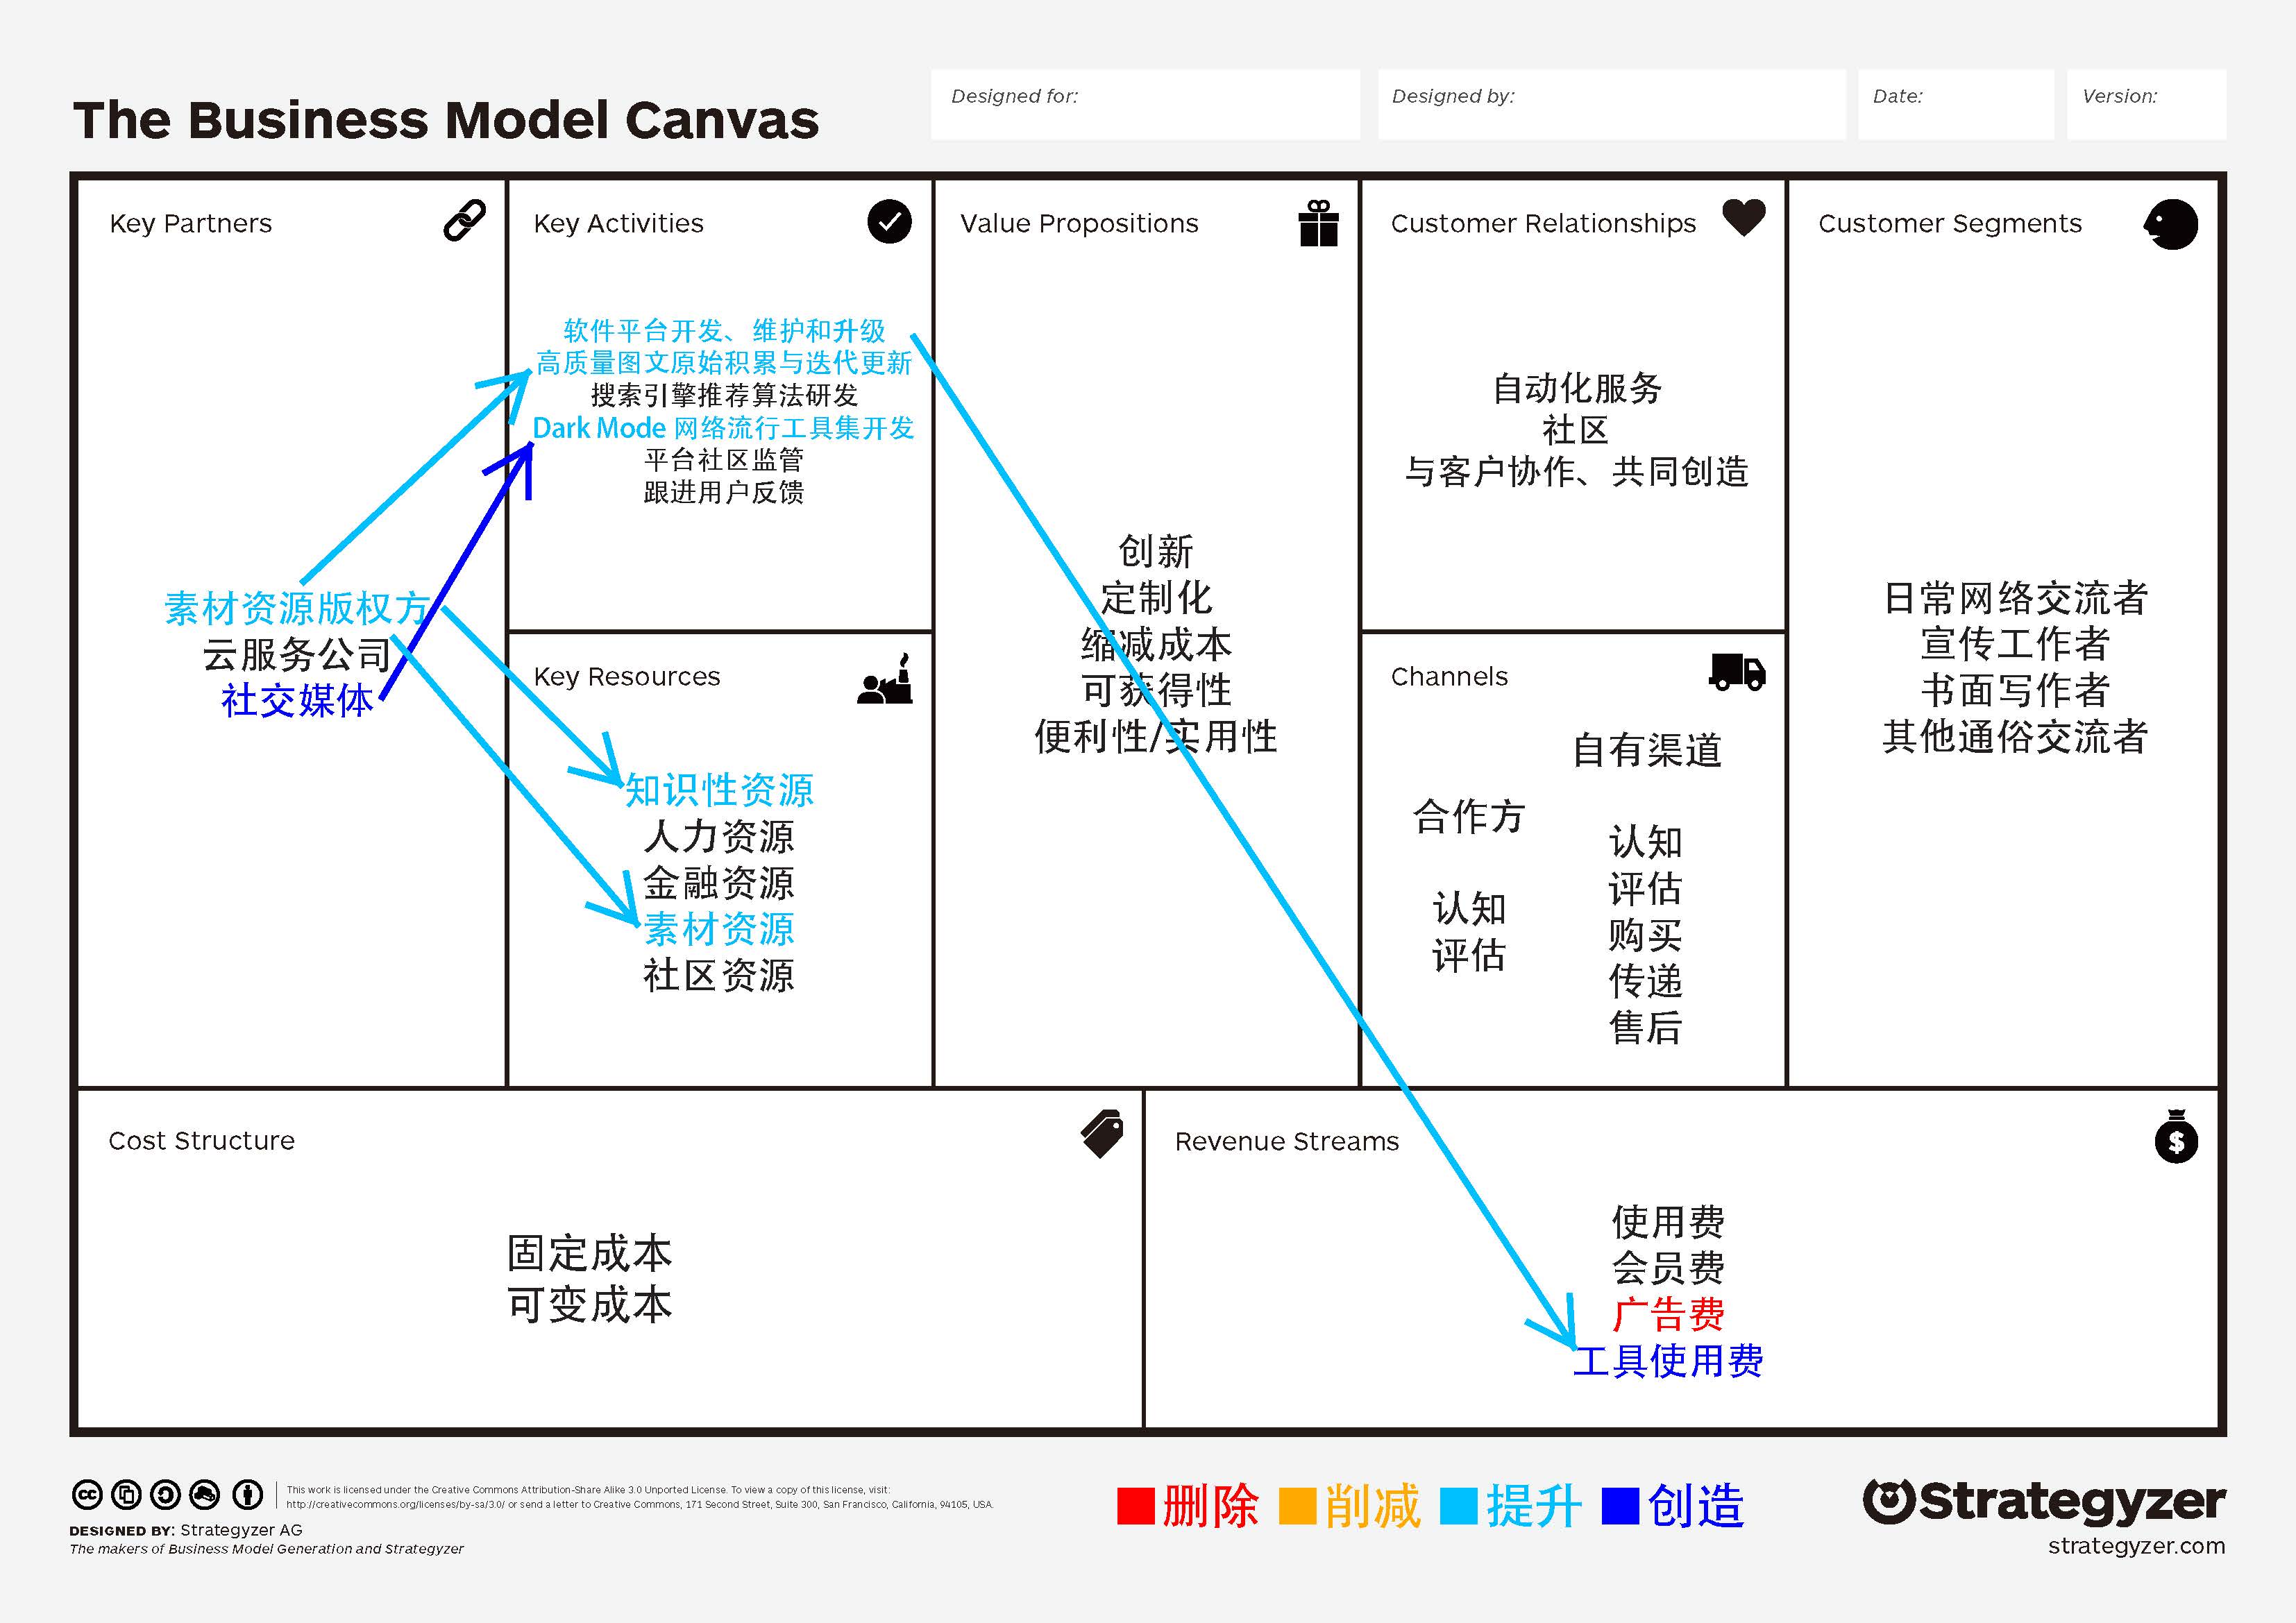 The Business Model Canvas
Designed for:
Designed by:
Date:
Version:
Key Partners
素材资源版权方
云服务公司
社交媒体
Key Activities
软件平台开发、维护和升级
高质量图文原始积累与迭代更新
搜索引擎推荐算法研发
Dark Mode 网络流行工具集开发
平台社区监管
跟进用户反馈
Key Resources
知识性资源
人力资源
金融资源
素材资源
社区资源
Value Propositions
创新
定制化
缩减成本
可获得性
便利性/实用性
Customer Relationships
自动化服务
社区
与客户协作、共同创造
Channels
合作方
认知
评估
自有渠道
认知
评估
购买
传递
售后
Customer Segments
日常网络交流者
宣传工作者
书面写作者
其他通俗交流者
Cost Structure
固定成本
可变成本
Revenue Streams
$
使用费
会员费
广告费
工具使用费
cc
This work is licensed under the Creative Commons Attribution-Share Alike 3.0 Unported License. To view a copy of this license, visit:
http://creativecommons.org/licenses/by-sa/3.0/ or send a letter to Creative Commons, 171 Second Street, Suite 300, San Francisco, California, 94105, USA.
DESIGNED BY: Strategyzer AG
The makers of Business Model Generation and Strategyzer
删除 削减 提升 创造
Strategyzer
strategyzer.com